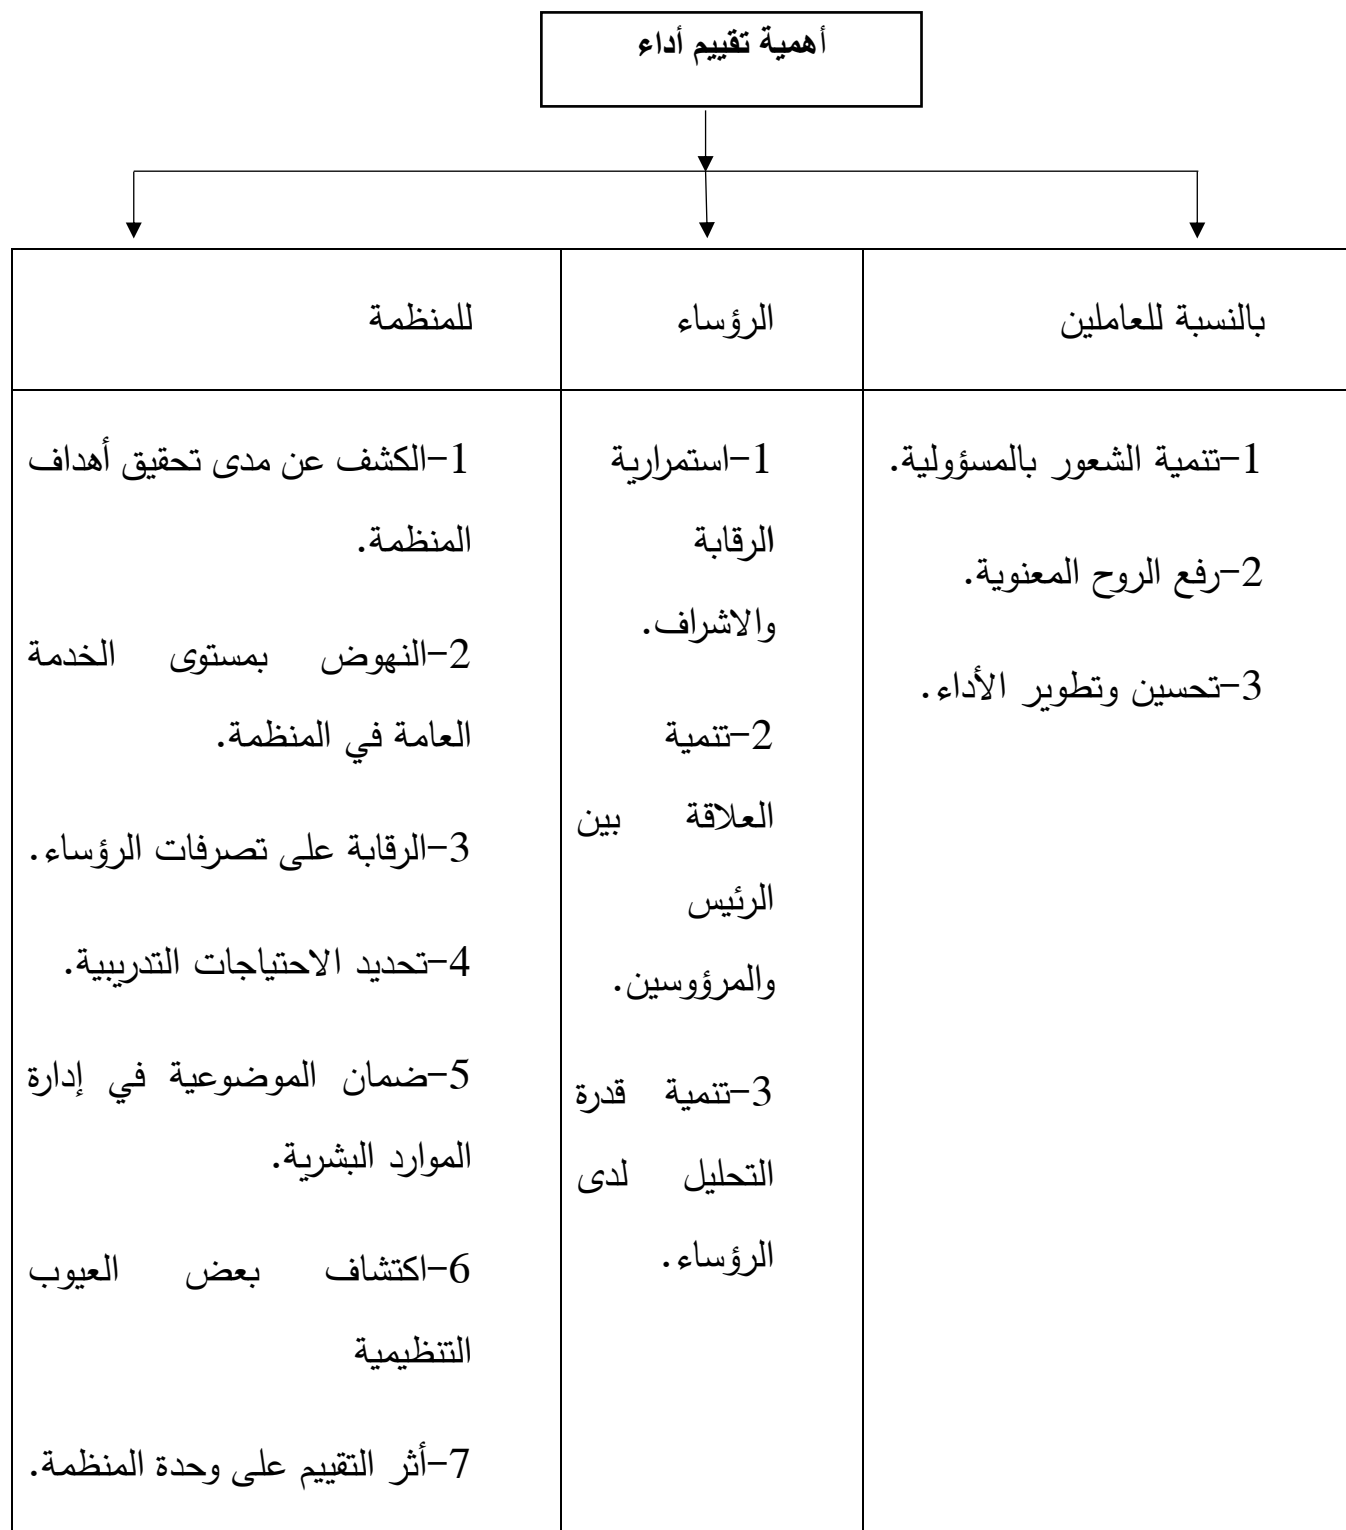 أهمية تقييم أداء
بالنسبة للعاملين
الرؤساء
للمنظمة
1-تنمية الشعور بالمسؤولية.
2-رفع الروح المعنوية.
3-تحسين وتطوير الأداء.
1-استمرارية
الرقابة
والاشراف.
2-تنمية
العلاقة بين
الرئيس
والمرؤوسين.
3-تنمية قدرة
التحليل لدى
الرؤساء.
1-الكشف عن مدى تحقيق أهداف
المنظمة.
2-النهوض بمستوى الخدمة
العامة في المنظمة.
3-الرقابة على تصرفات الرؤساء.
4-تحديد الاحتياجات التدريبية.
5-ضمان الموضوعية في إدارة
الموارد البشرية.
6-اكتشاف بعض العيوب
التنظيمية
7-أثر التقييم على وحدة المنظمة.